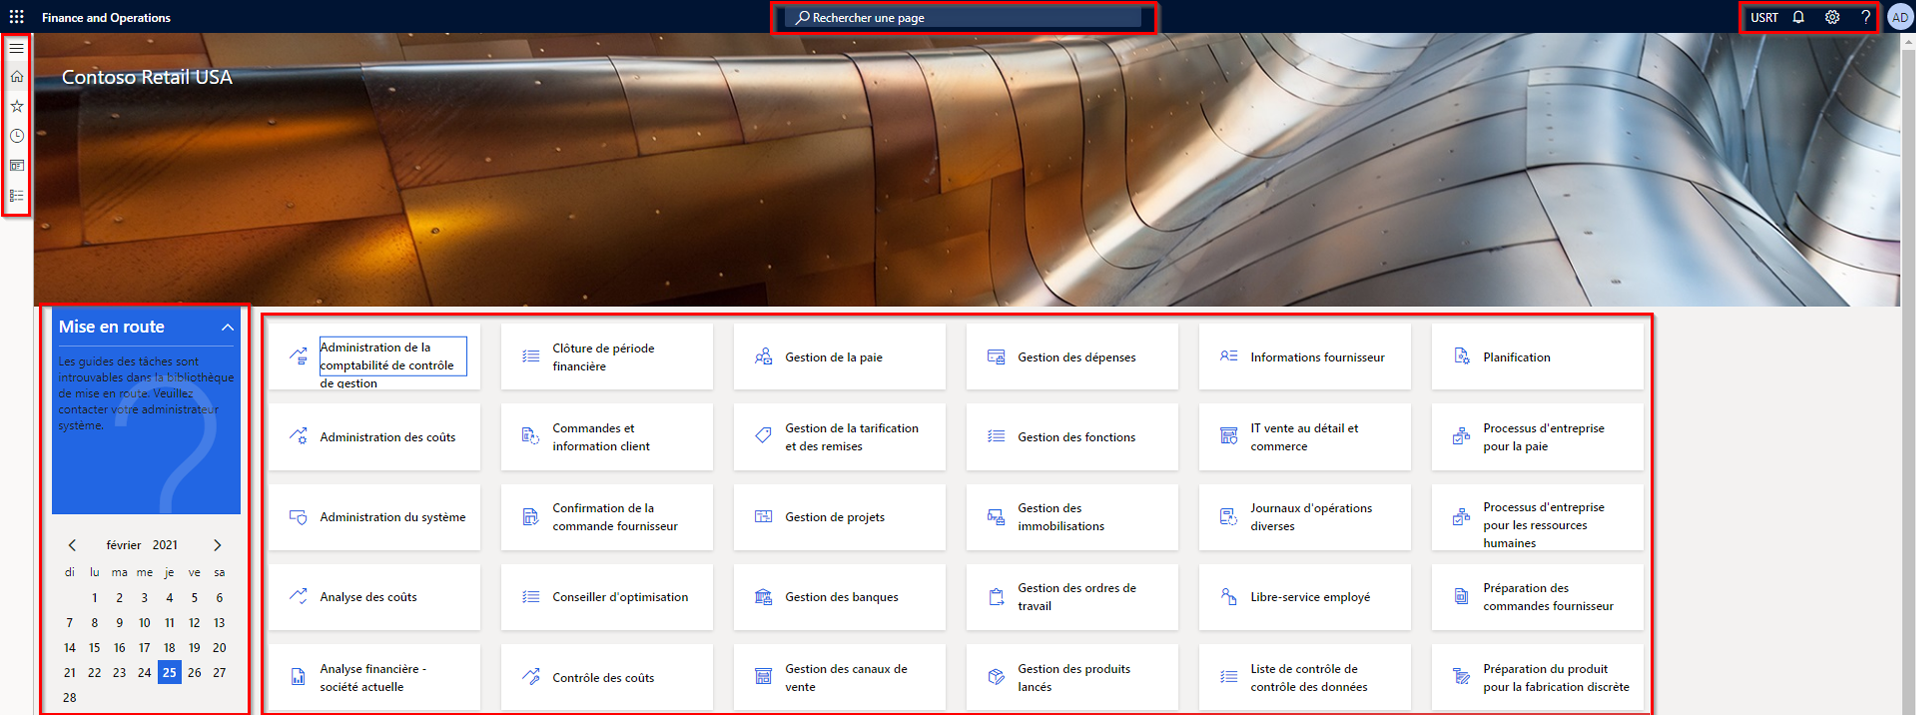 Finance and Operations
Rechercher une page
USRT
?
AD
Contoso Retail USA
Mise en route
Les guides des tâches sont
introuvables dans la bibliothèque
de mise en route. Veuillez
contacter votre administrateur
système.
février 2021
di lu ma me je ve sa
1 2 3 4 5 6
7 8 9 10 11 12 13
14 15 16 17 18 19 20
21 22 23 24 25 26 27
28
Administration de la
comptabilité de contrôle
de gestion
Clôture de période
financière
Gestion de la paie
Gestion des dépenses
Informations fournisseur
Planification
Administration des coûts
Commandes et
information client
Gestion de la tarification
et des remises
Gestion des fonctions
IT vente au détail et
commerce
Processus d'entreprise
pour la paie
Administration du système
Confirmation de la
commande fournisseur
Gestion de projets
Gestion des
immobilisations
Journaux d'opérations
diverses
Processus d'entreprise
pour les ressources
humaines
Analyse des coûts
Conseiller d'optimisation
Gestion des banques
Gestion des ordres de
travail
Libre-service employé
Préparation des
commandes fournisseur
Analyse financière -
société actuelle
Contrôle des coûts
Gestion des canaux de
vente
Gestion des produits
lancés
Liste de contrôle de
contrôle des données
Préparation du produit
pour la fabrication discrète